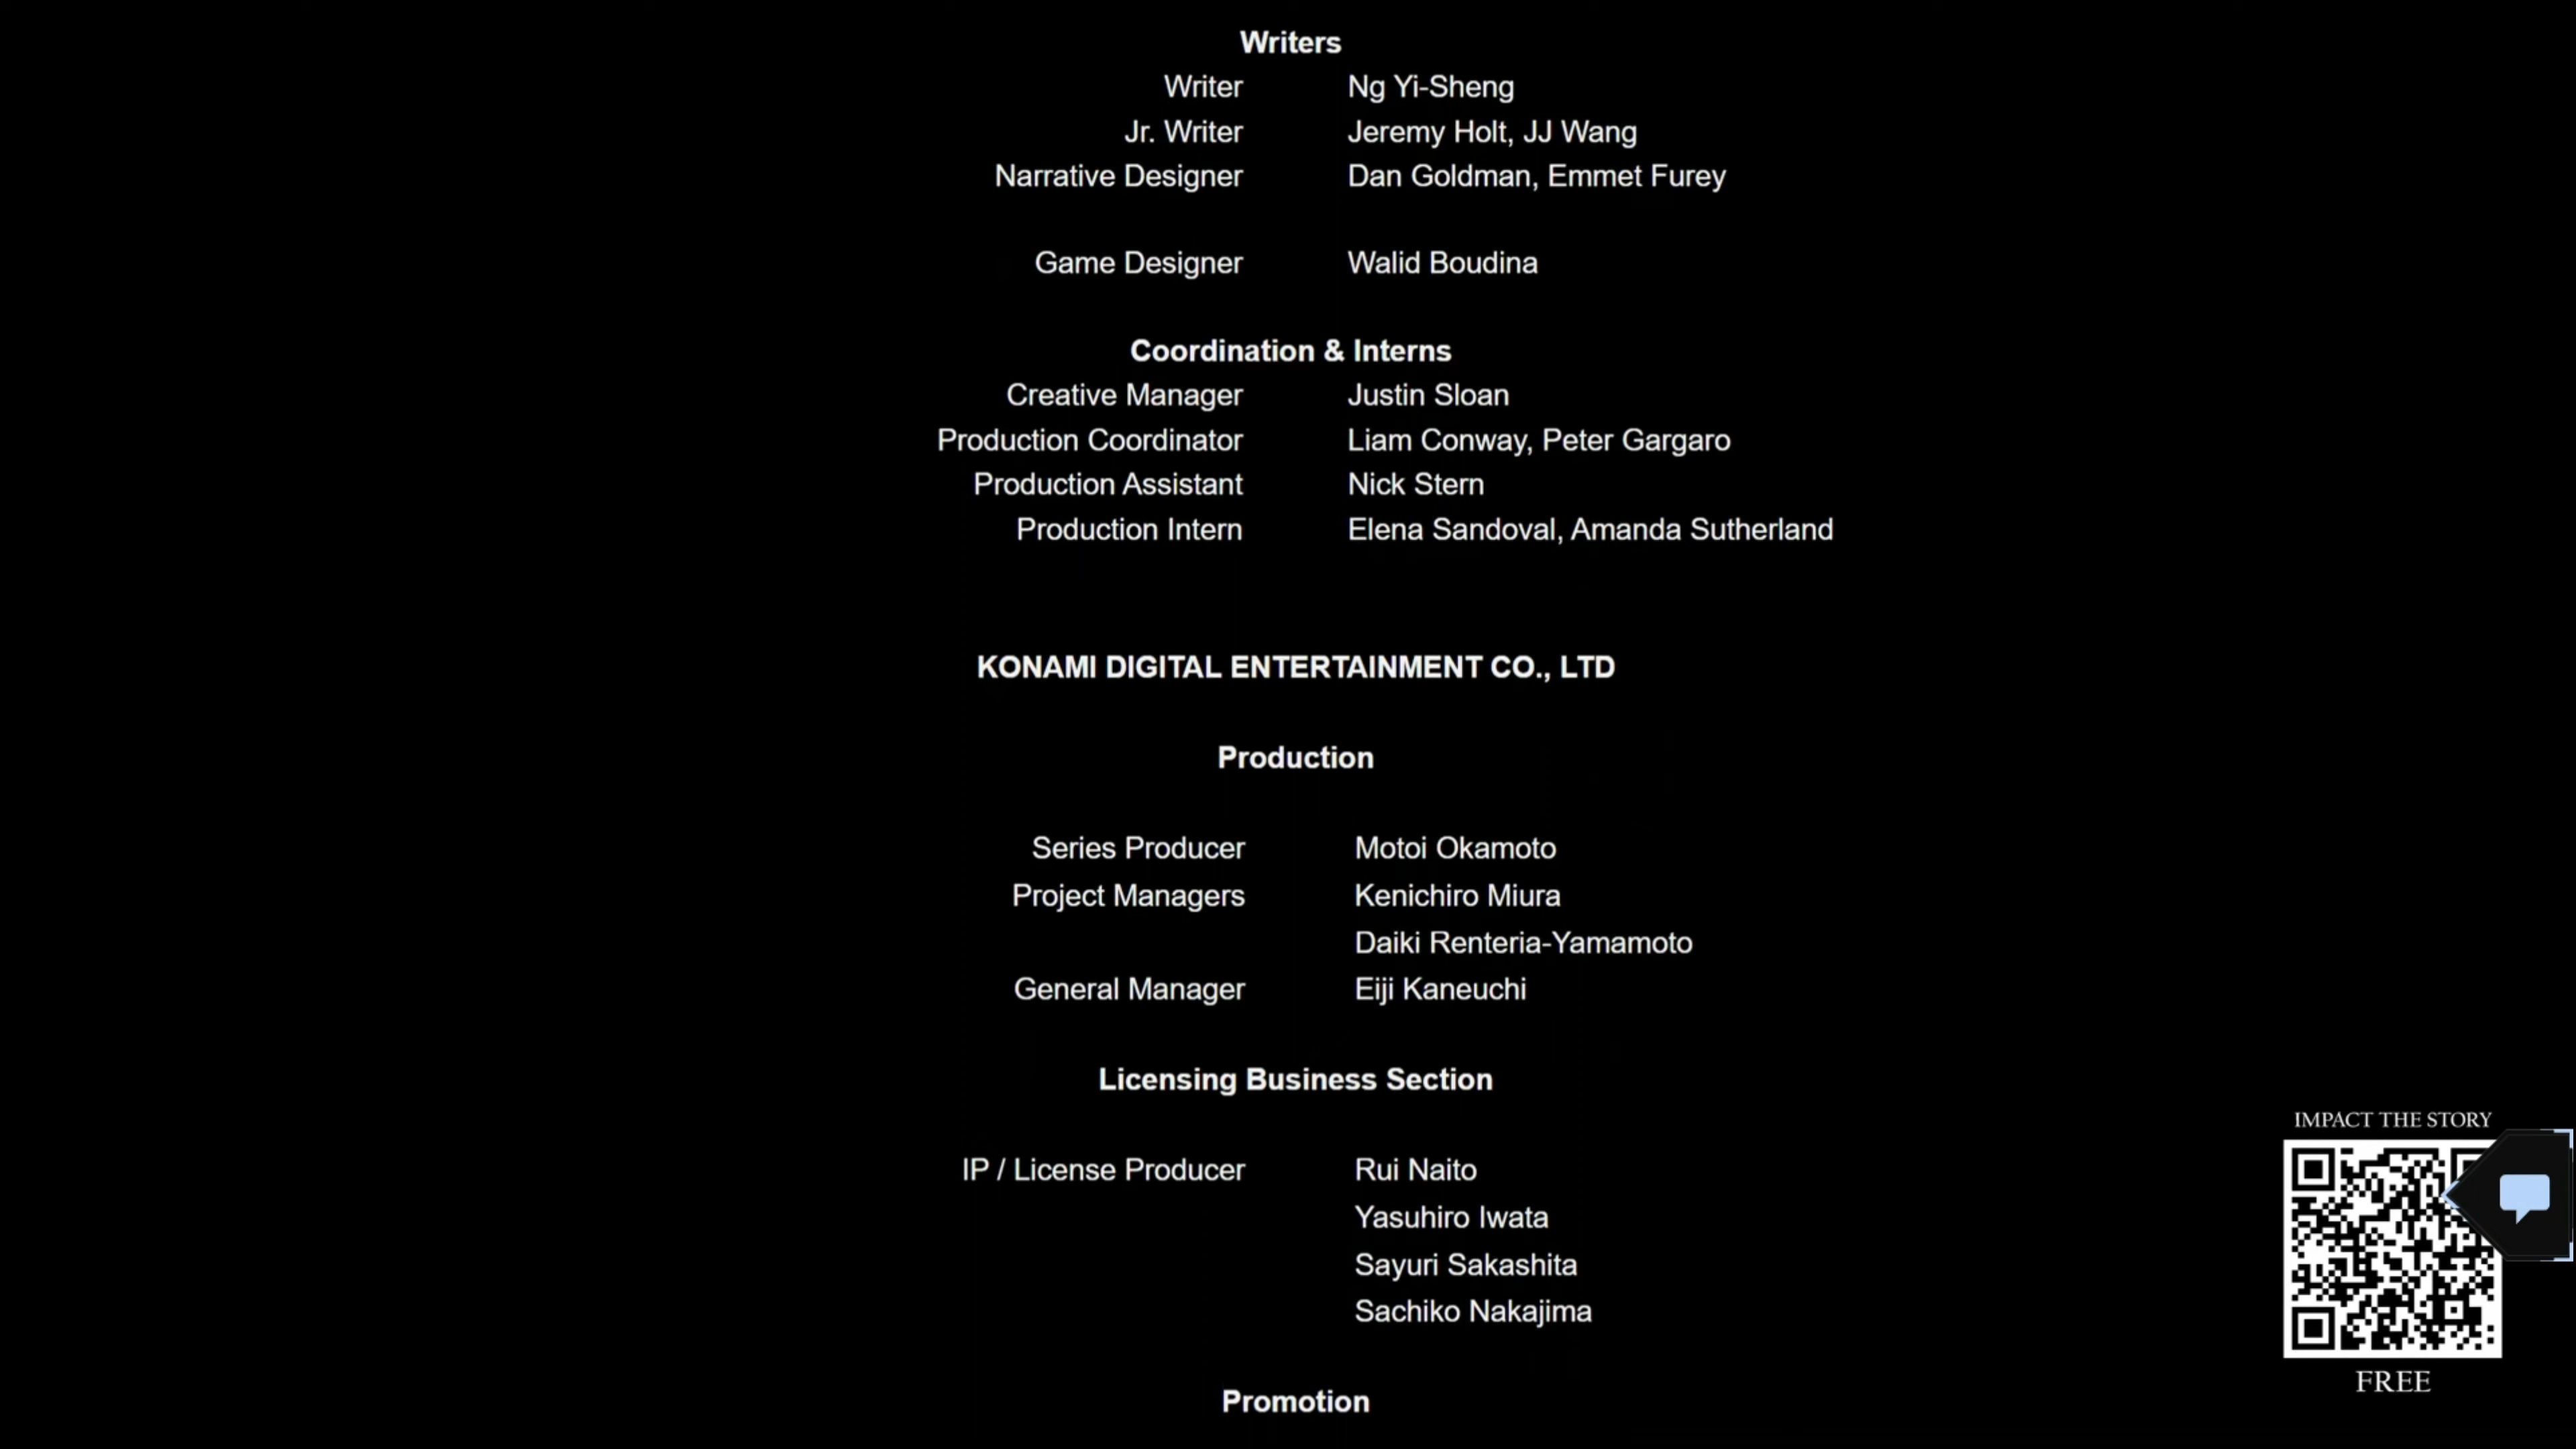 Writers
Writer Ng Yi-Sheng
Jr. Writer Jeremy Holt, JJ Wang
Narrative Designer Dan Goldman, Emmet Furey
Game Designer Walid Boudina
Coordination & Interns
Creative Manager Justin Sloan
Production Coordinator Liam Conway, Peter Gargaro
Production Assistant Nick Stern
Production Intern Elena Sandoval, Amanda Sutherland
KONAMI DIGITAL ENTERTAINMENT CO., LTD
Production
Series Producer Motoi Okamoto
Project Managers Kenichiro Miura
Daiki Renteria-Yamamoto
General Manager Eiji Kaneuchi
Licensing Business Section
IP / License Producer Rui Naito
Yasuhiro Iwata
Sayuri Sakashita
Sachiko Nakajima
Promotion
IMPACT THE STORY
FREE